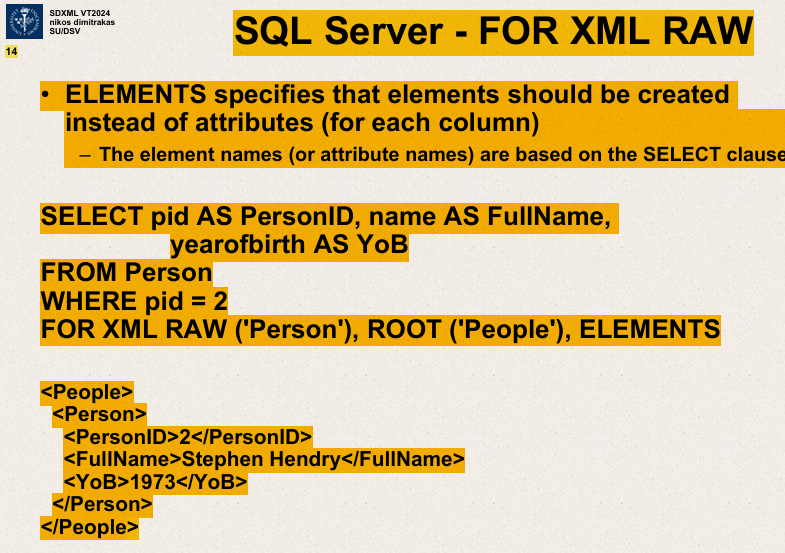 SDXML VT2024
nikos dimitrakas
SU/DSV
14
SQL Server - FOR XML RAW
• ELEMENTS specifies that elements should be created
instead of attributes (for each column)
– The element names (or attribute names) are based on the SELECT clause
SELECT pid AS PersonID, name AS FullName,
yearofbirth AS YoB
FROM Person
WHERE pid = 2
FOR XML RAW ('Person'), ROOT ('People'), ELEMENTS
<People>
<Person>
<PersonID>2</PersonID>
<FullName>Stephen Hendry</FullName>
<YoB>1973</YoB>
</Person>
</People>